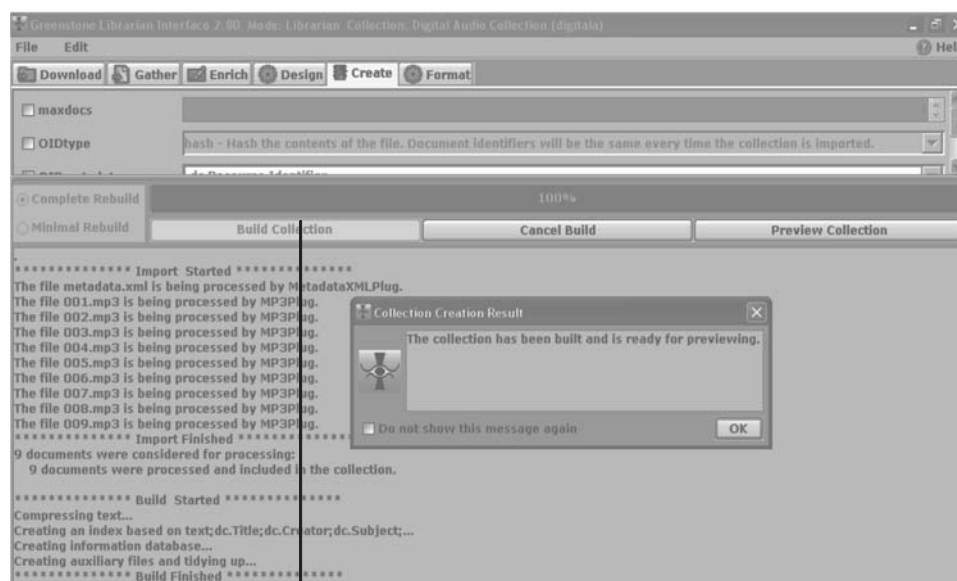 Greenstone Librarian Interface 2.80 Mode: Librarian Collection: Digital Audio Collection (digitala)
File Edit Hel
Download Gather Enrich Design Create Format
maxdocs
OIDtype hash - Hash the contents of the file. Document identifiers will be the same every time the collection is imported.
Complete Rebuild 100%
Minimal Rebuild Build Collection Cancel Build Preview Collection
.
************** Import Started **************
The file metadata.xml is being processed by MetadataXMLPlug.
The file 001.mp3 is being processed by MP3Plug.
The file 002.mp3 is being processed by MP3Plug.
The file 003.mp3 is being processed by MP3Plug.
The file 004.mp3 is being processed by MP3Plug.
The file 005.mp3 is being processed by MP3Plug.
The file 006.mp3 is being processed by MP3Plug.
The file 007.mp3 is being processed by MP3Plug.
The file 008.mp3 is being processed by MP3Plug.
The file 009.mp3 is being processed by MP3Plug.
************** Import Finished **************
9 documents were considered for processing:
9 documents were processed and included in the collection.
************** Build Started **************
Compressing text...
Creating an index based on text;dc.Title;dc.Creator;dc.Subject;...
Creating information database...
Creating auxiliary files and tidying up...
************** Build Finished **************
Collection Creation Result
The collection has been built and is ready for previewing.
Do not show this message again OK